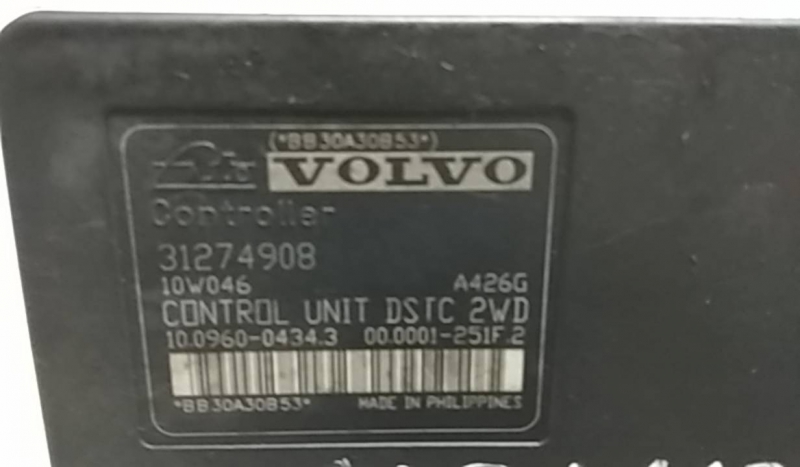 (*BB30A30B53*)
Ate VOLVO
Controller
31274908
10W046 A426G
CONTROL UNIT DSTC 2WD
10.0960-0434.3 00.0001-251F.2
*BB30A30B53* MADE IN PHILIPPINES